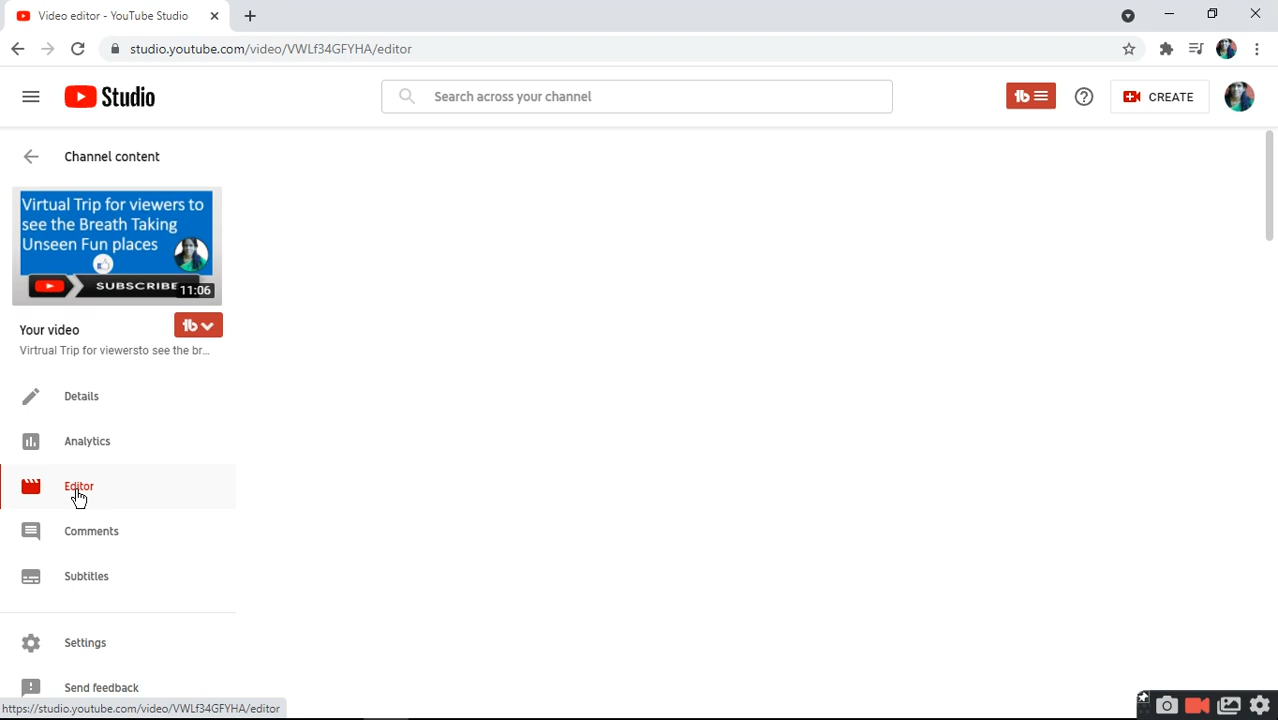 Video editor - YouTube Studio
studio.youtube.com/video/VWLf34GFYHA/editor
Studio
Search across your channel
CREATE
Channel content
Virtual Trip for viewers to
see the Breath Taking
Unseen Fun places
SUBSCRIBE
11:06
Your video
Virtrual Trip for viewersto see the br...
Details
Analytics
Editor
Comments
Subtitles
Settings
Send feedback
https://studio.youtube.com/video/VWLf34GFYHA/editor